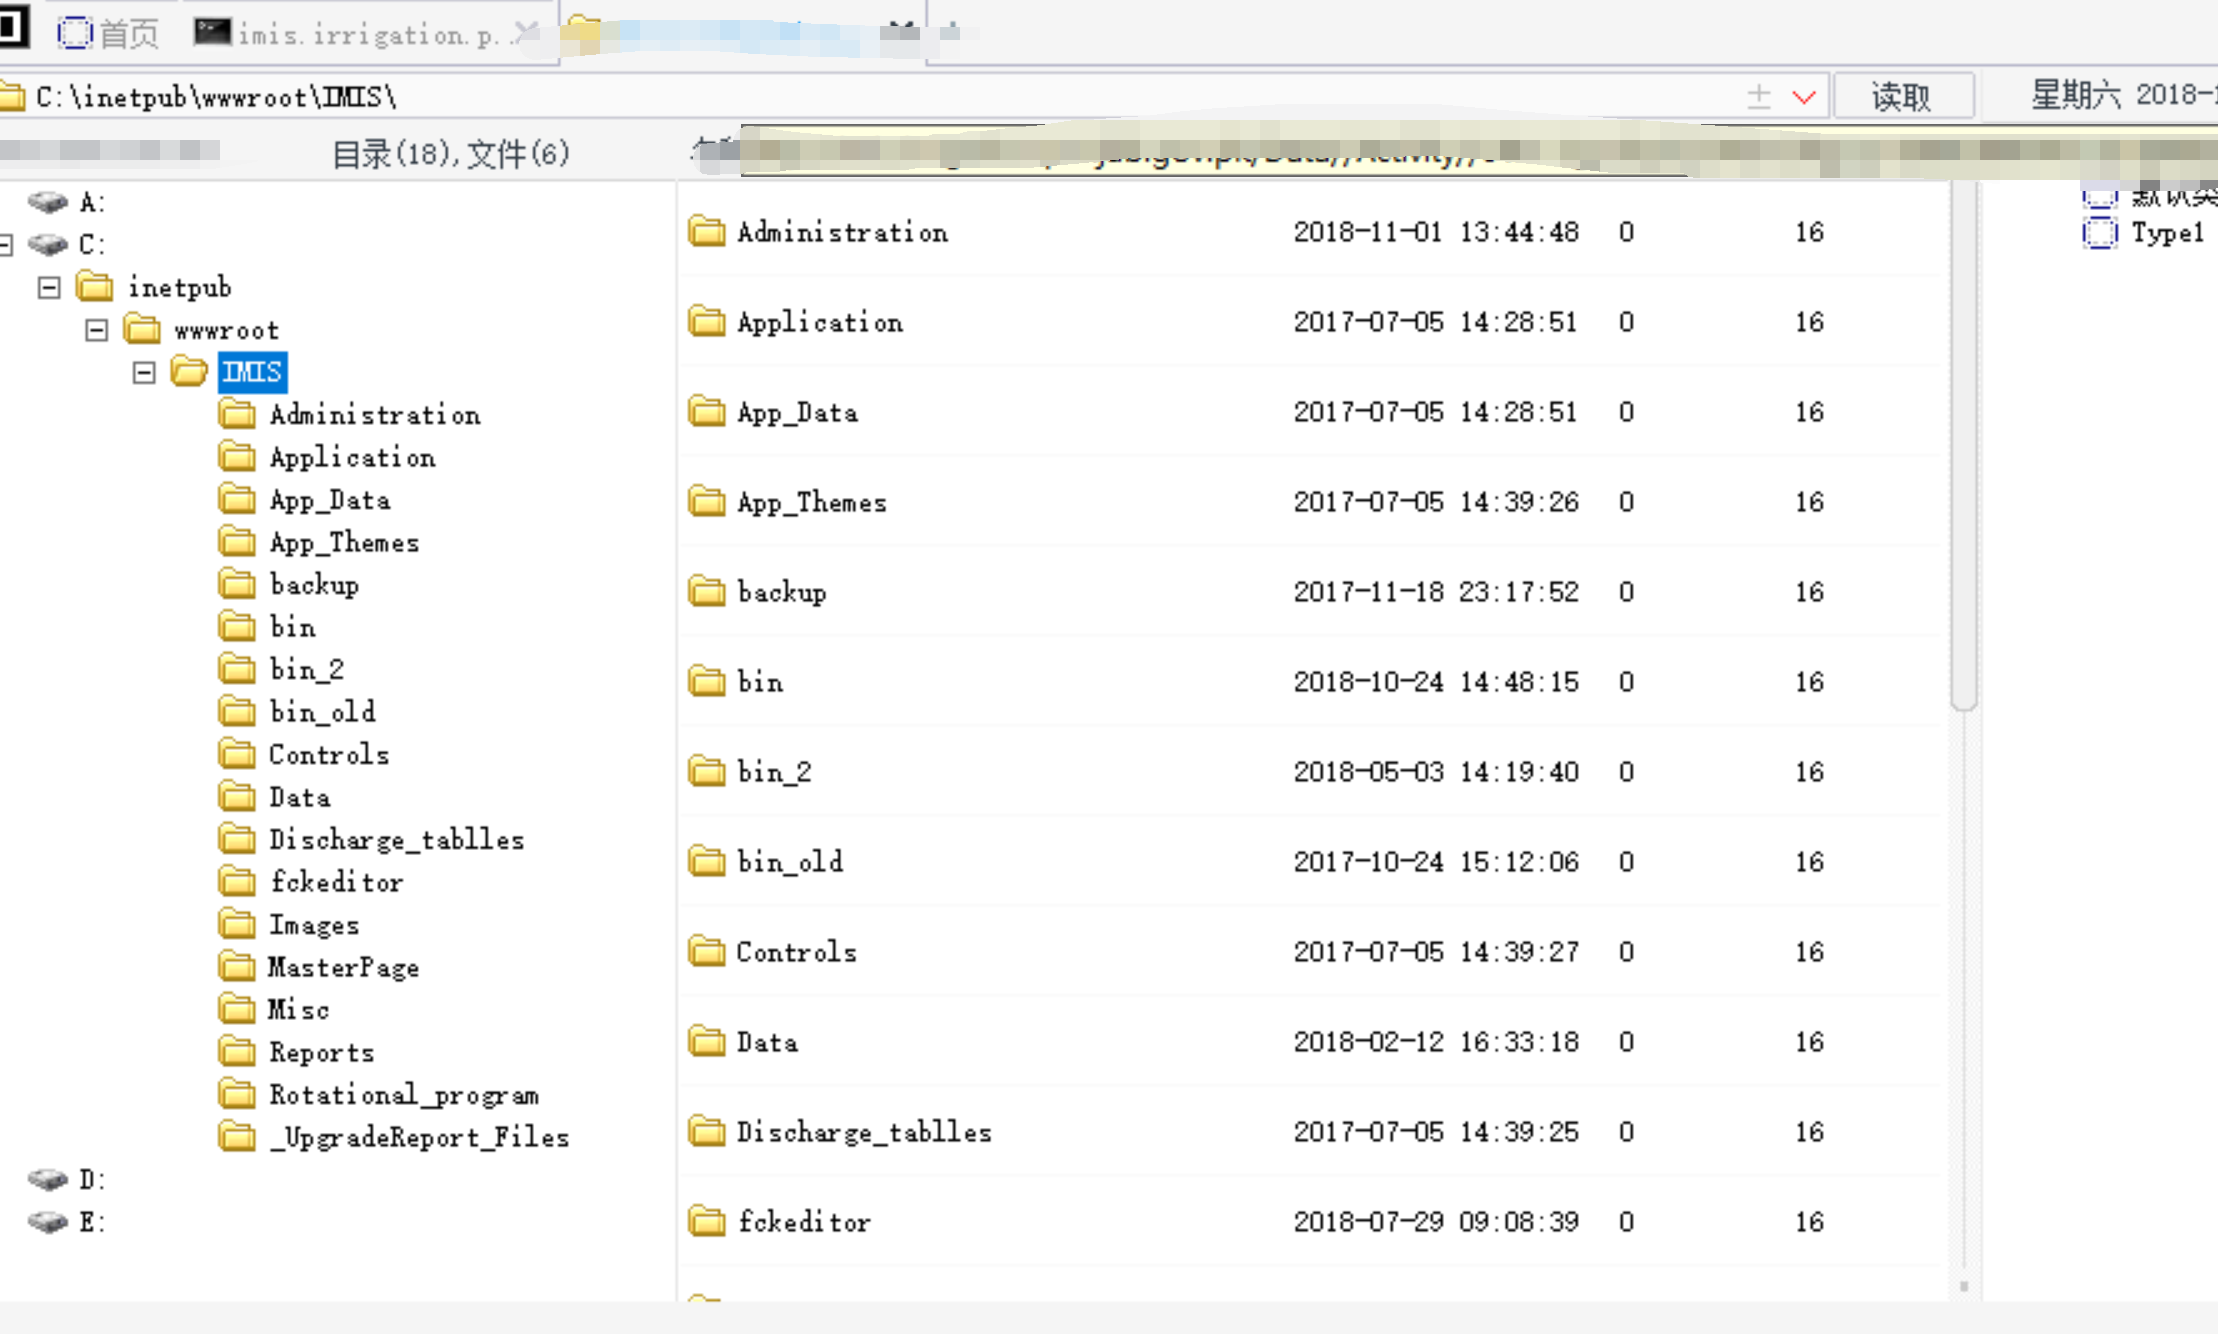 首页
imis.irrigation.p..
C:\inetpub\wwwroot\IMIS\
读取
星期六 2018-
目录(18),文件(6)
A:
C:
inetpub
wwwroot
IMIS
Administration
Application
App_Data
App_Themes
backup
bin
bin_2
bin_old
Controls
Data
Discharge_tablles
fckeditor
Images
MasterPage
Misc
Reports
Rotational_program
_UpgradeReport_Files
D:
E:
Administration 2018-11-01 13:44:48 0 16
Application 2017-07-05 14:28:51 0 16
App_Data 2017-07-05 14:28:51 0 16
App_Themes 2017-07-05 14:39:26 0 16
backup 2017-11-18 23:17:52 0 16
bin 2018-10-24 14:48:15 0 16
bin_2 2018-05-03 14:19:40 0 16
bin_old 2017-10-24 15:12:06 0 16
Controls 2017-07-05 14:39:27 0 16
Data 2018-02-12 16:33:18 0 16
Discharge_tablles 2017-07-05 14:39:25 0 16
fckeditor 2018-07-29 09:08:39 0 16
默认类
Type1